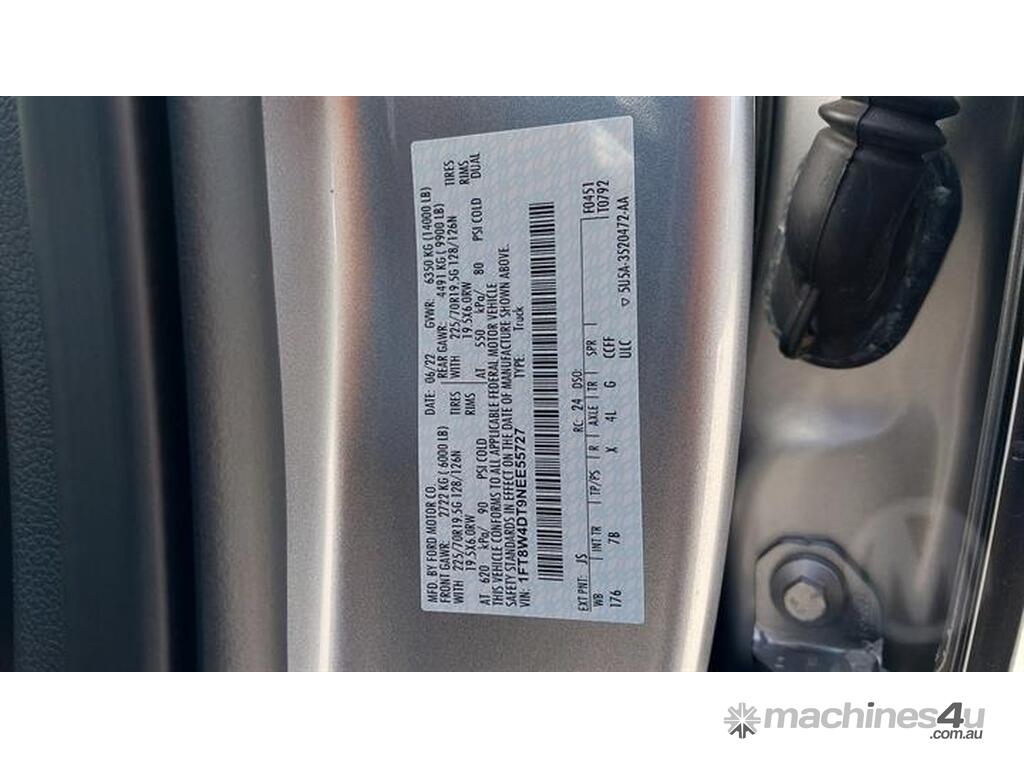 MFD. BY FORD MOTOR CO. DATE: 06/22 GVWR: 6350 KG (14000 LB)
FRONT GAWR: 2722 KG ( 6000 LB) REAR GAWR: 4491 KG ( 9900 LB)
WITH 225/70R19.5G 128/126N TIRES WITH 225/70R19.5G 128/126N TIRES
19.5X6.0RW RIMS 19.5X6.0RW RIMS
AT 620 kPa/ 90 PSI COLD AT 550 kPa/ 80 PSI COLD DUAL
THIS VEHICLE CONFORMS TO ALL APPLICABLE FEDERAL MOTOR VEHICLE
SAFETY STANDARDS IN EFFECT ON THE DATE OF MANUFACTURE SHOWN ABOVE.
VIN: 1FT8W4DT9NEE55727 TYPE: Truck
F0451
T0792
EXT PNT: JS RC: 24 DSO:
WB INT TR TP/PS R AXLE TR SPR
176 7B X 4L G CCFF
ULC ▽ 5U5A-3520472-AA
machines4u
.com.au